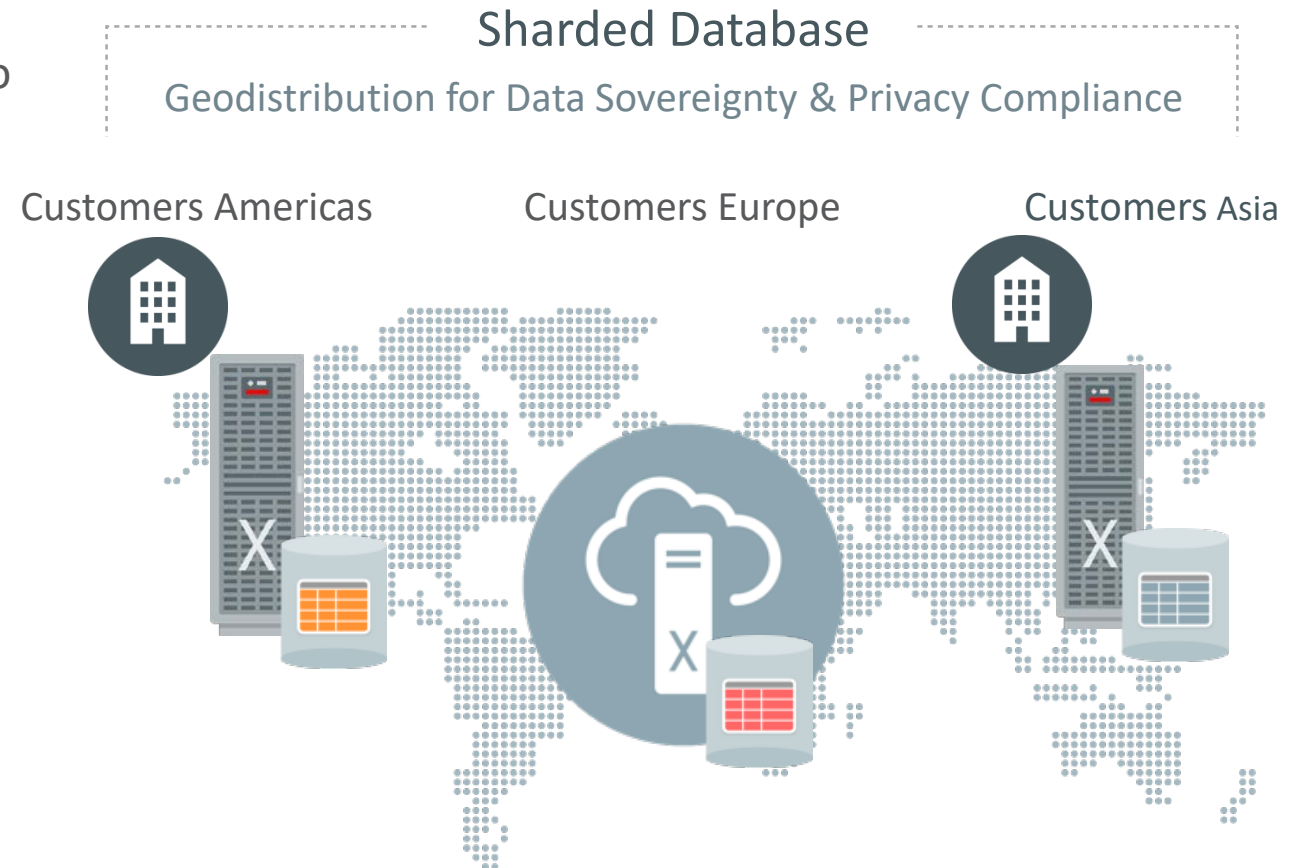 Sharded Database
Geodistribution for Data Sovereignty & Privacy Compliance
Customers Americas
Customers Europe
Customers Asia
X
X
X